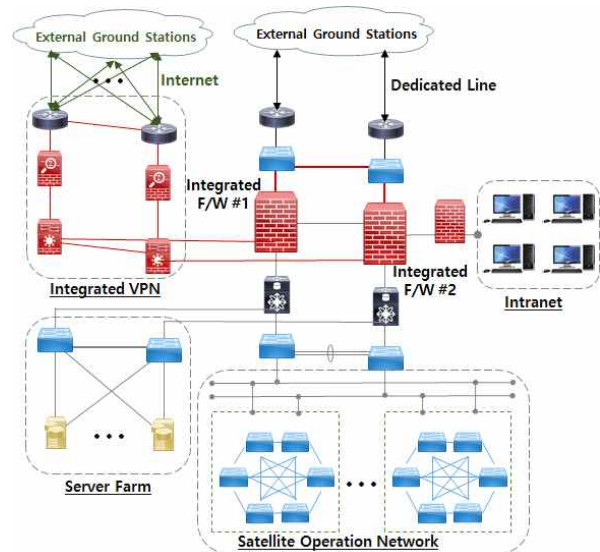 External Ground Stations
External Ground Stations
Internet
Dedicated Line
Integrated
F/W #1
Integrated
F/W #2
Integrated VPN
Intranet
Server Farm
Satellite Operation Network